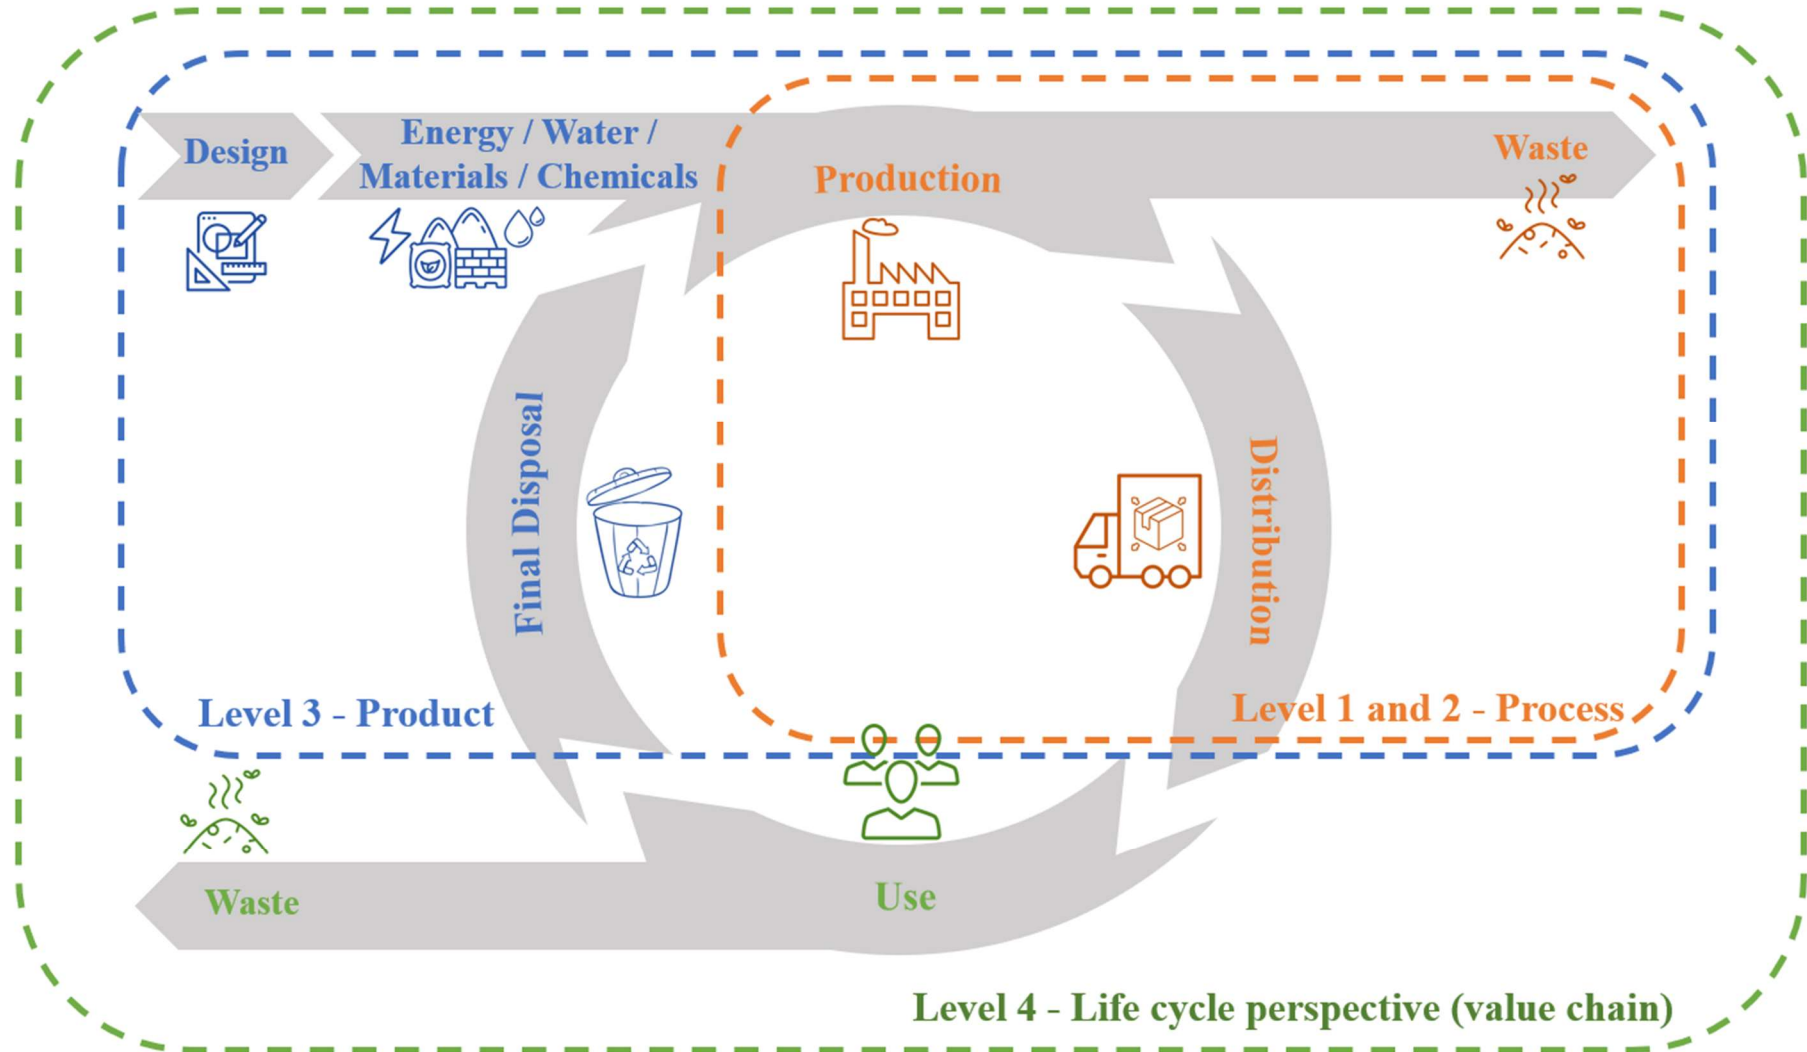 Design
Energy / Water /
Materials / Chemicals
Production
Waste
Final Disposal
Distribution
Level 3 - Product
Level 1 and 2 - Process
Waste
Use
Level 4 - Life cycle perspective (value chain)